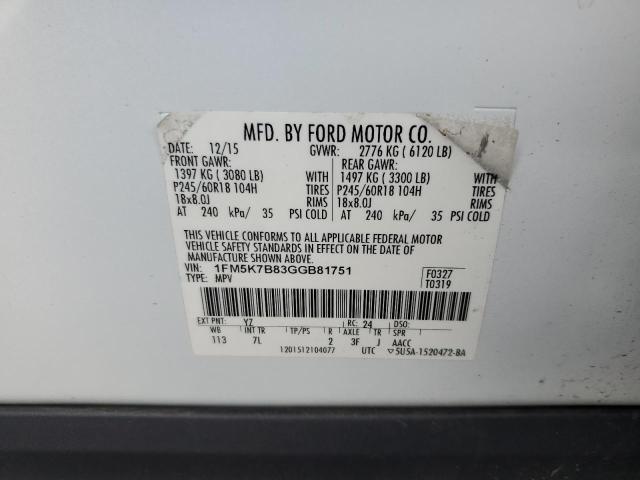 MFD. BY FORD MOTOR CO.
DATE: 12/15 GVWR: 2776 KG ( 6120 LB)
FRONT GAWR: REAR GAWR:
1397 KG ( 3080 LB) WITH 1497 KG ( 3300 LB) WITH
P245/60R18 104H TIRES P245/60R18 104H TIRES
18x8.0J RIMS 18x8.0J RIMS
AT 240 kPa/ 35 PSI COLD AT 240 kPa/ 35 PSI COLD
THIS VEHICLE CONFORMS TO ALL APPLICABLE FEDERAL MOTOR
VEHICLE SAFETY STANDARDS IN EFFECT ON THE DATE OF
MANUFACTURE SHOWN ABOVE.
VIN: 1FM5K7B83GGB81751 F0327
TYPE: MPV T0319
EXT PNT: Y7 RC: 24 DSO:
WB INT TR TP/PS R AXLE TR SPR
113 7L 2 3F J AACC
1201512104077 UTC ▽5U5A-1520472-BA